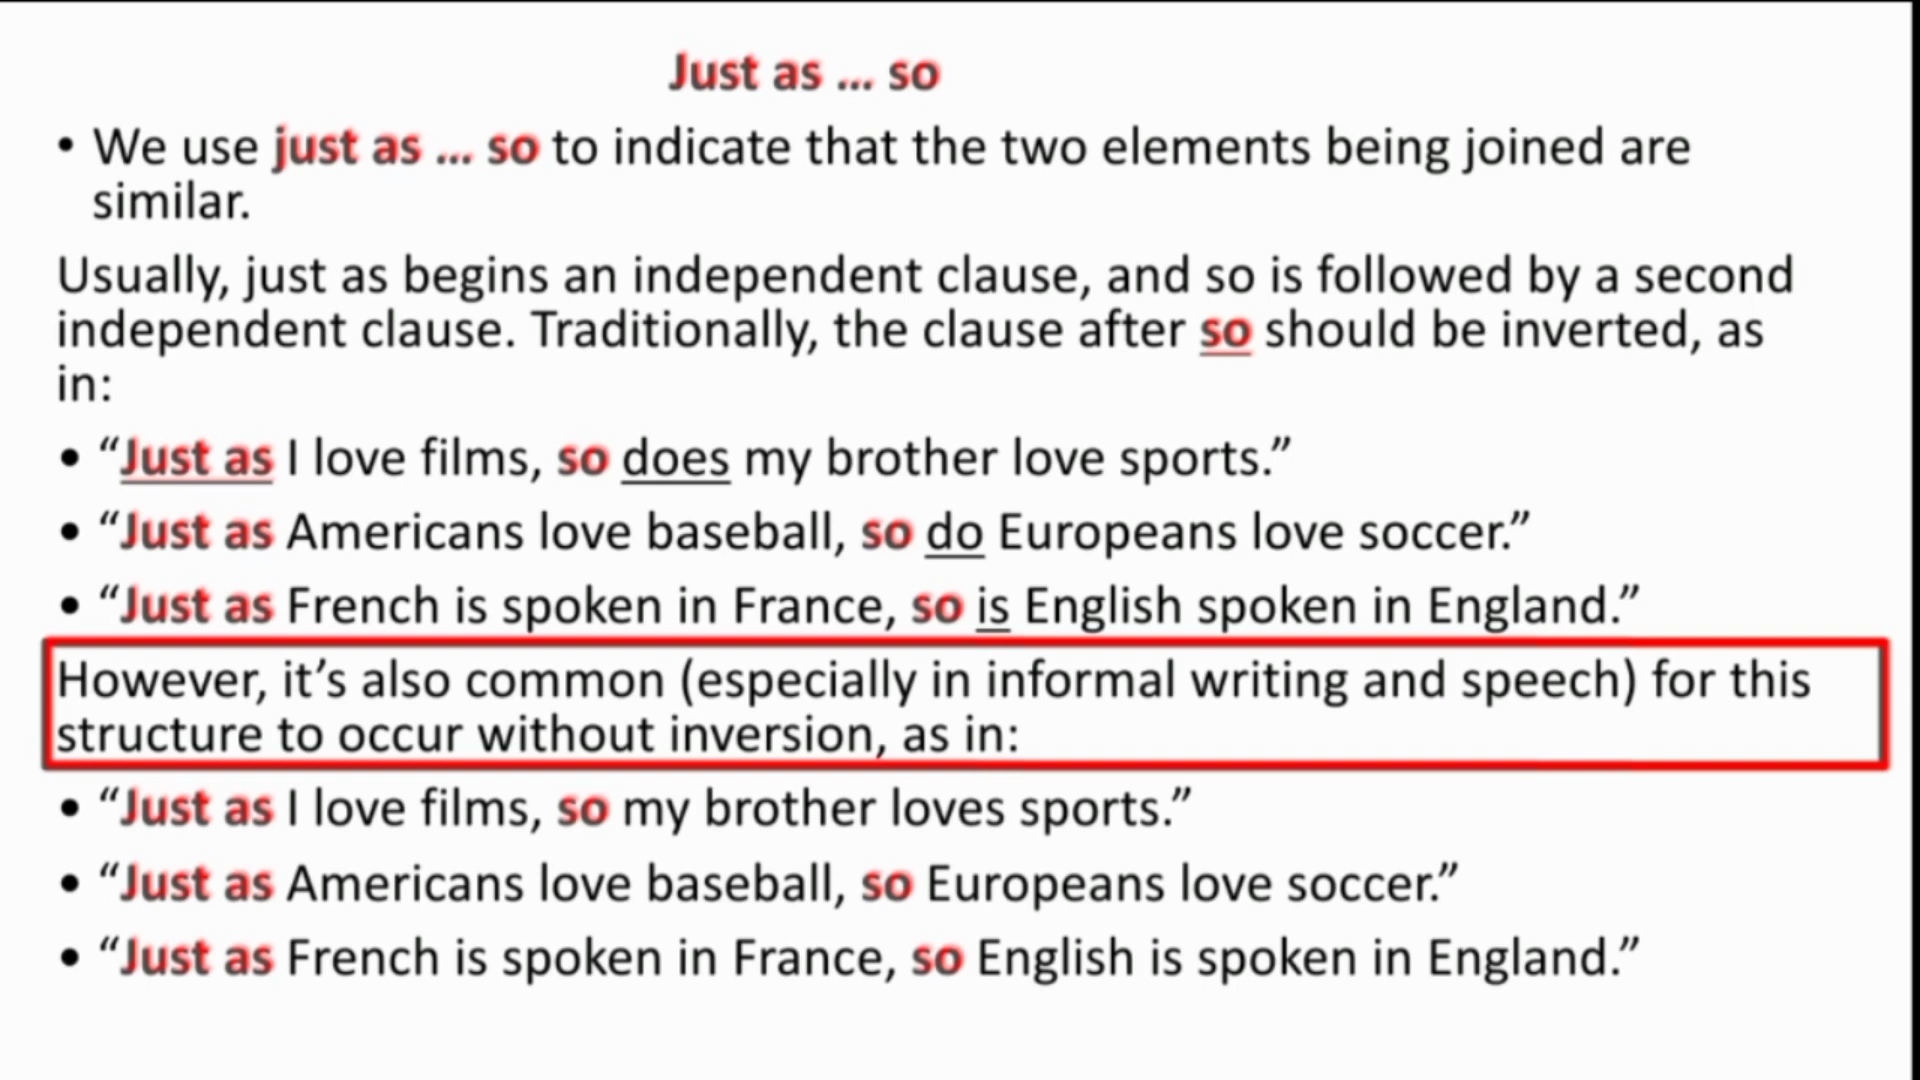 Just as ... so
• We use just as ... so to indicate that the two elements being joined are
similar.
Usually, just as begins an independent clause, and so is followed by a second
independent clause. Traditionally, the clause after so should be inverted, as
in:
• “Just as I love films, so does my brother love sports.”
• “Just as Americans love baseball, so do Europeans love soccer.”
• “Just as French is spoken in France, so is English spoken in England.”
However, it’s also common (especially in informal writing and speech) for this
structure to occur without inversion, as in:
• “Just as I love films, so my brother loves sports.”
• “Just as Americans love baseball, so Europeans love soccer.”
• “Just as French is spoken in France, so English is spoken in England.”